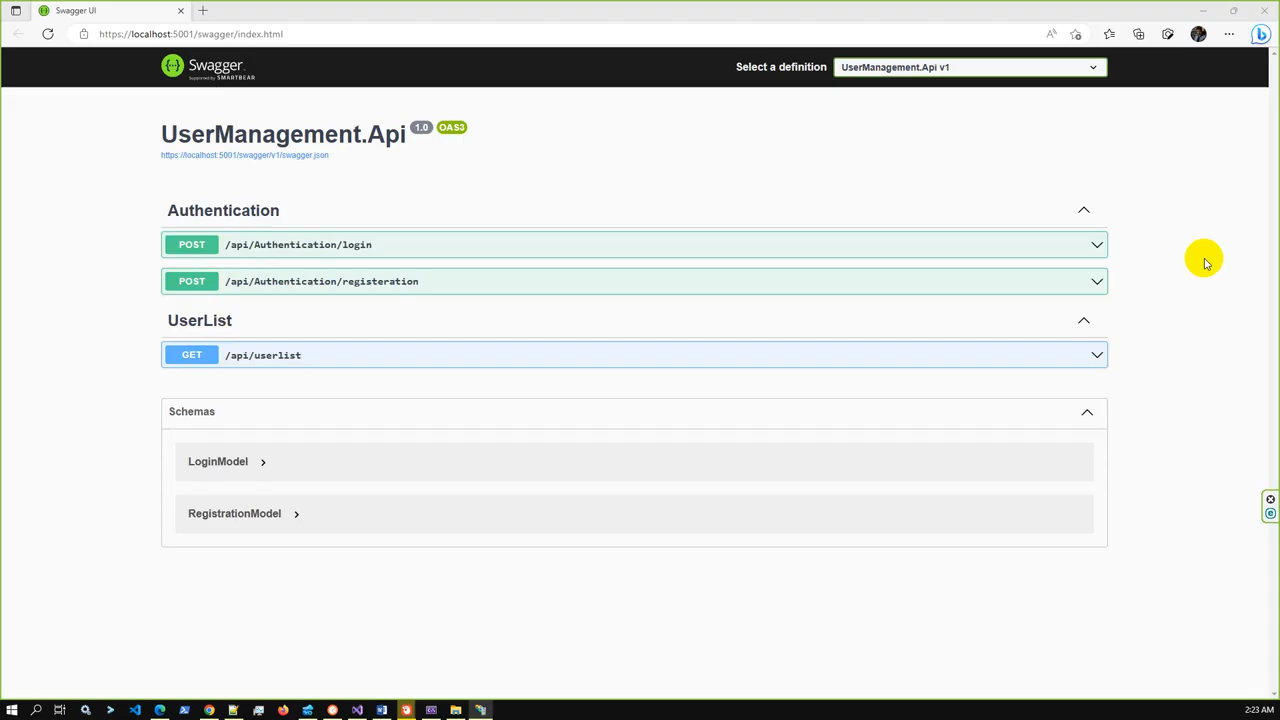 Swagger UI
https://localhost:5001/swagger/index.html
Swagger.
Supported by SMARTBEAR
Select a definition
UserManagement.Api v1
UserManagement.Api 1.0 OAS3
https://localhost:5001/swagger/v1/swagger.json
Authentication
POST /api/Authentication/login
POST /api/Authentication/registeration
UserList
GET /api/userlist
Schemas
LoginModel
RegistrationModel
2:23 AM